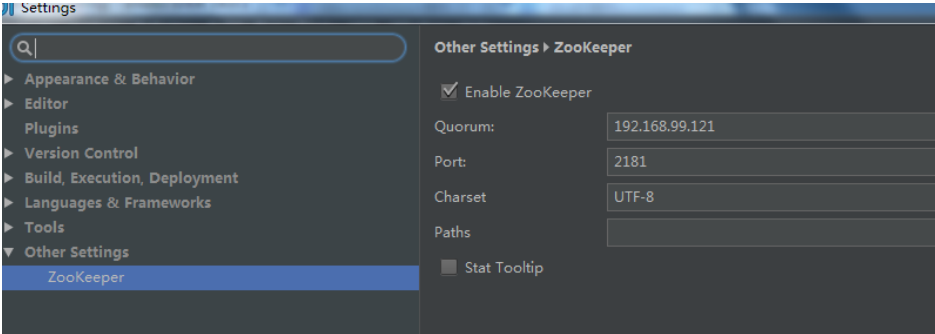 Settings
Appearance & Behavior
Editor
Plugins
Version Control
Build, Execution, Deployment
Languages & Frameworks
Tools
Other Settings
ZooKeeper
Other Settings ▸ ZooKeeper
Enable ZooKeeper
Quorum: 192.168.99.121
Port: 2181
Charset UTF-8
Paths
Stat Tooltip